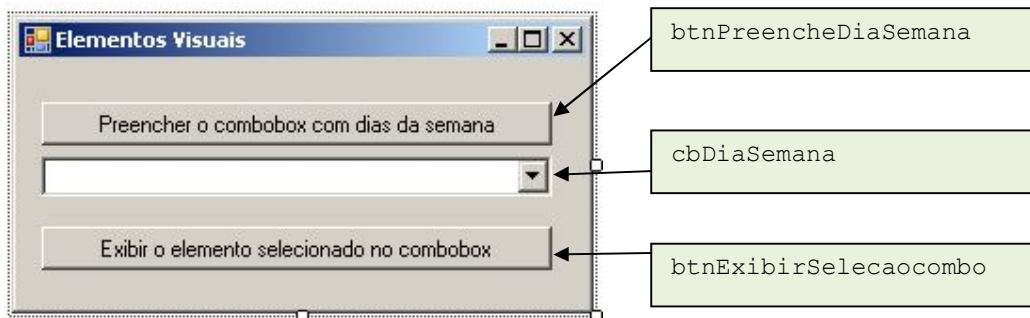 Elementos Visuais
btnPreencheDiaSemana
Preencher o combobox com dias da semana
cbDiaSemana
Exibir o elemento selecionado no combobox
btnExibirSelecaocombo